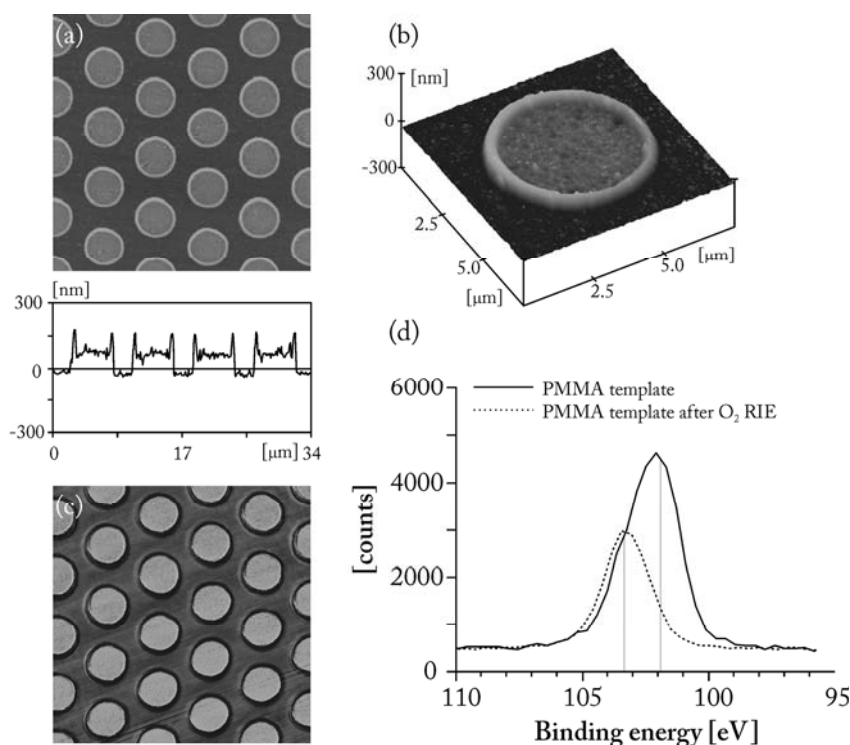 (a)
[nm]
300
0
-300
0
17
[μm] 34
(c)
(b)
[nm]
300
0
-300
2.5
5.0
[μm]
2.5
5.0
[μm]
(d)
6000
4000
2000
0
[counts]
PMMA template
PMMA template after O₂ RIE
110
105
100
95
Binding energy [eV]